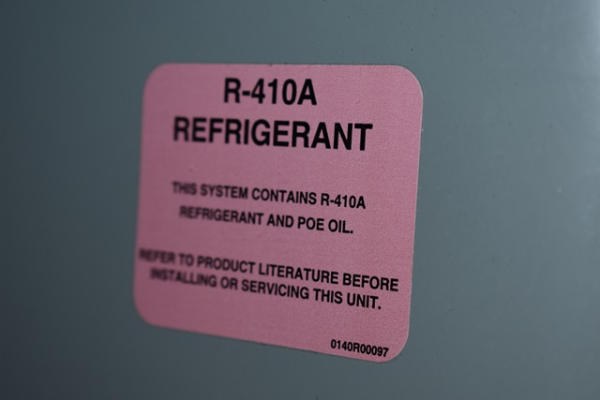 R-410A
REFRIGERANT
THIS SYSTEM CONTAINS R-410A
REFRIGERANT AND POE OIL.
REFER TO PRODUCT LITERATURE BEFORE
INSTALLING OR SERVICING THIS UNIT.
0140R00097